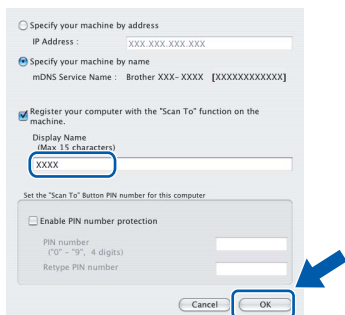 Specify your machine by address
IP Address : XXX.XXX.XXX.XXX
Specify your machine by name
mDNS Service Name : Brother XXX- XXXX [XXXXXXXXXXXX]
Register your computer with the "Scan To" function on the
machine.
Display Name
(Max 15 characters)
XXXX
Set the "Scan To" Button PIN number for this computer
Enable PIN number protection
PIN number
("0" - "9", 4 digits)
Retype PIN number
Cancel OK